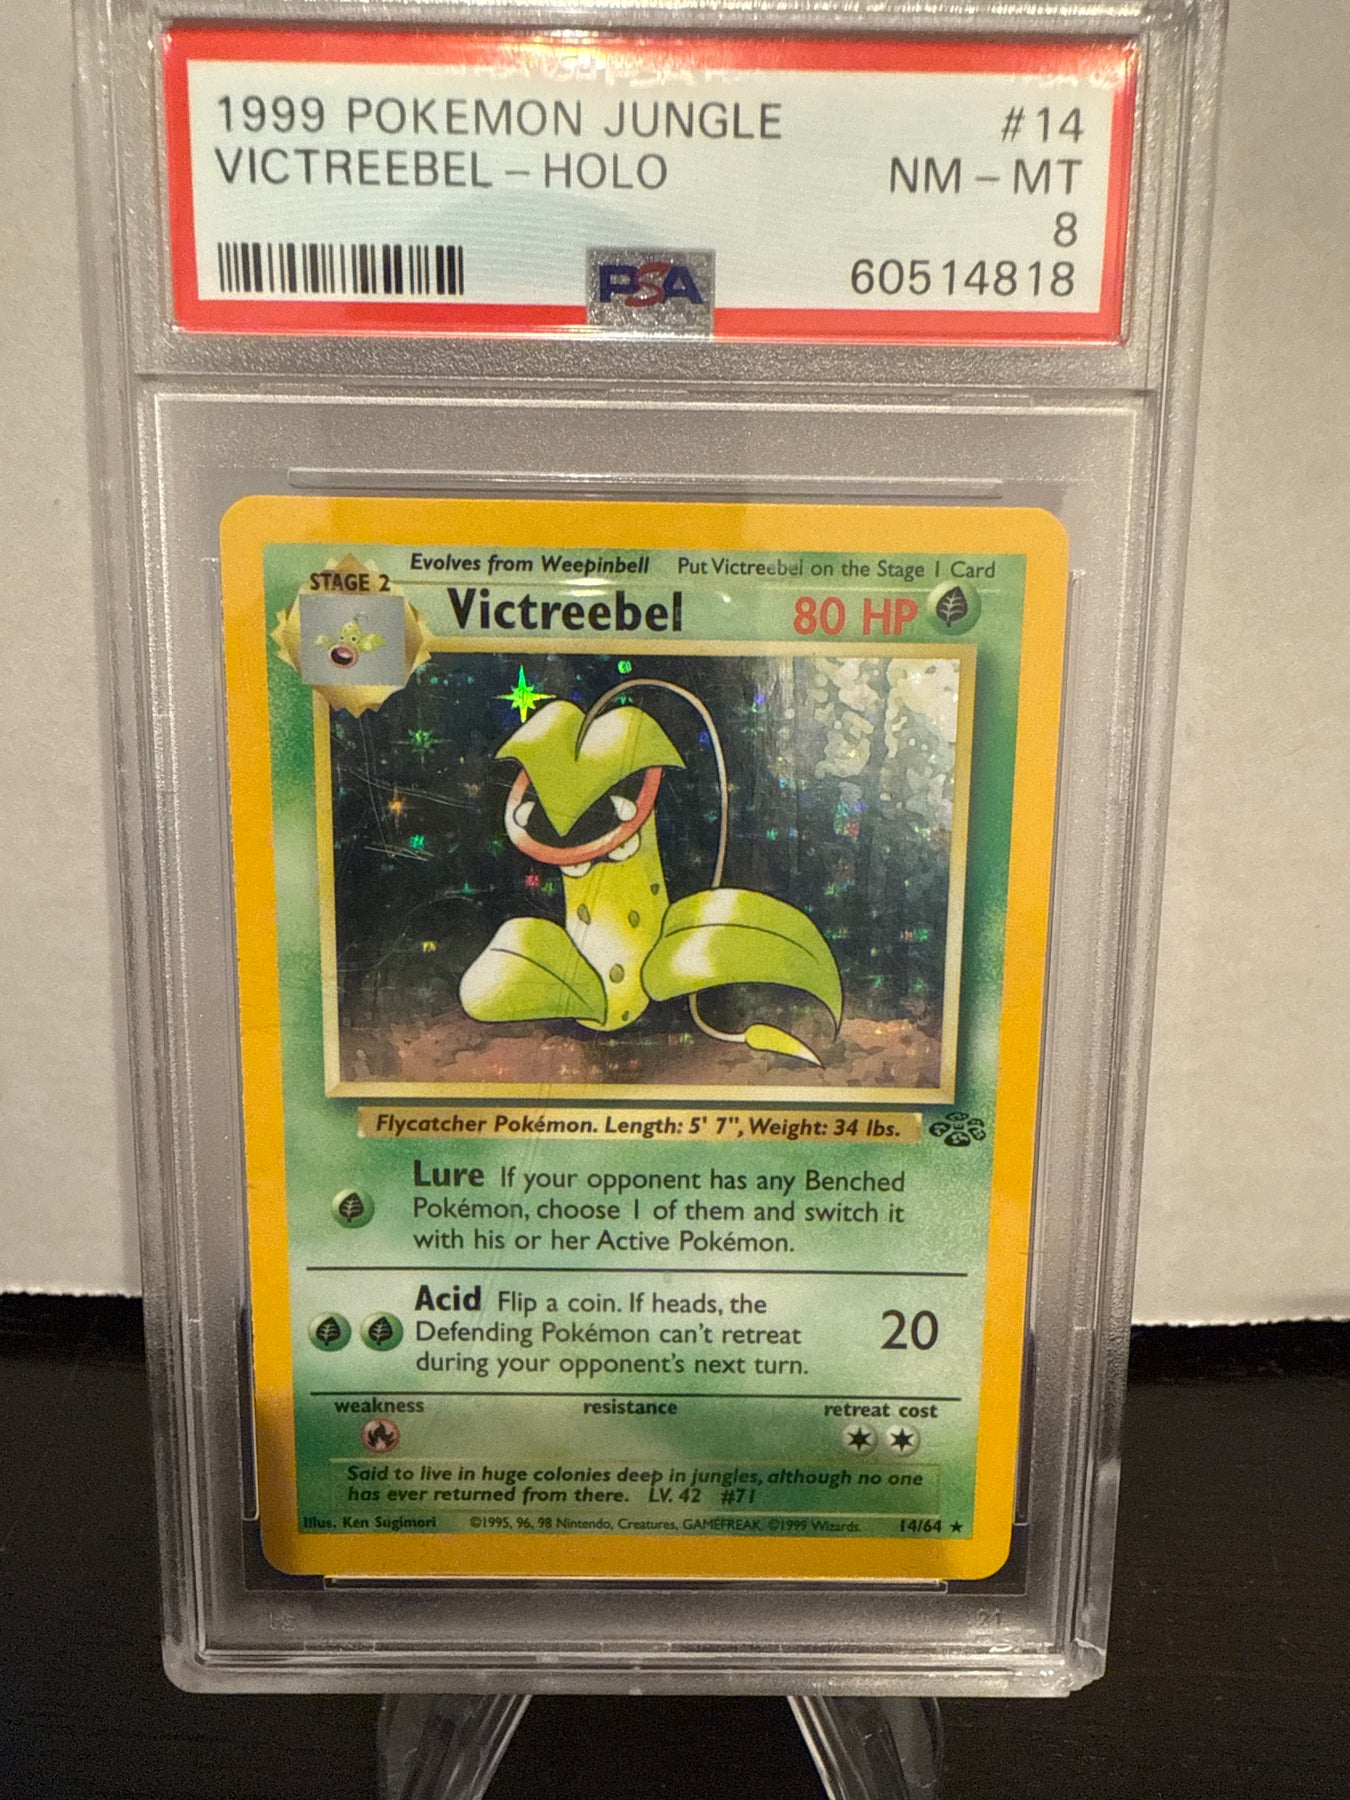 1999 POKEMON JUNGLE #14
VICTREEBEL - HOLO NM - MT
8
PSA 60514818
Evolves from Weepinbell Put Victreebel on the Stage 1 Card
STAGE 2
Victreebel 80 HP
Flycatcher Pokémon. Length: 5' 7", Weight: 34 lbs.
Lure If your opponent has any Benched
Pokémon, choose 1 of them and switch it
with his or her Active Pokémon.
Acid Flip a coin. If heads, the
Defending Pokémon can't retreat
during your opponent's next turn.
20
weakness resistance retreat cost
Said to live in huge colonies deep in jungles, although no one
has ever returned from there. LV. 42 #71
Illus. Ken Sugimori ©1995, 96, 98 Nintendo, Creatures, GAMEFREAK. ©1999 Wizards. 14/64 ★